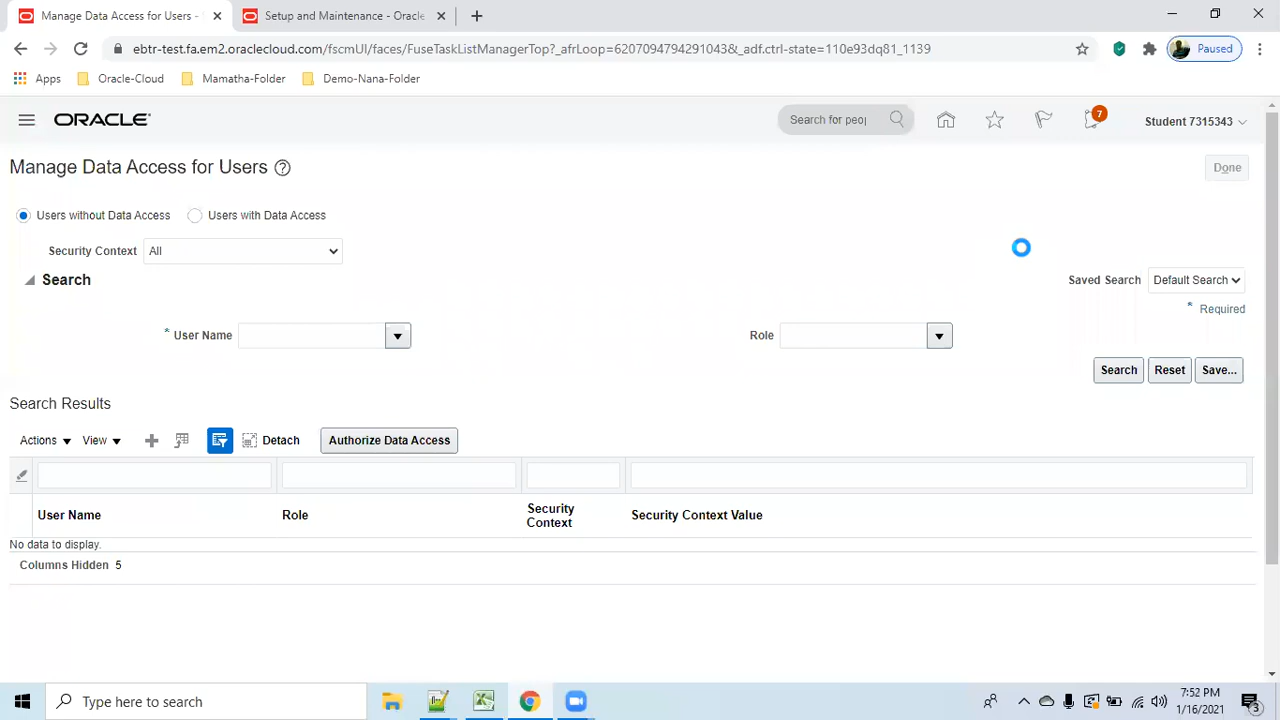 Manage Data Access for Users -
Setup and Maintenance - Oracle
ebtr-test.fa.em2.oraclecloud.com/fscmUI/faces/FuseTaskListManagerTop?_afrLoop=6207094794291043&_adf.ctrl-state=110e93dq81_1139
Paused
Apps
Oracle-Cloud
Mamatha-Folder
Demo-Nana-Folder
ORACLE
Search for peop
7
Student 7315343
Manage Data Access for Users
Done
Users without Data Access
Users with Data Access
Security Context
All
Search
Saved Search
Default Search
* Required
* User Name
Role
Search
Reset
Save...
Search Results
Actions
View
Detach
Authorize Data Access
User Name
Role
Security Context
Security Context Value
No data to display.
Columns Hidden 5
Type here to search
7:52 PM
1/16/2021
3